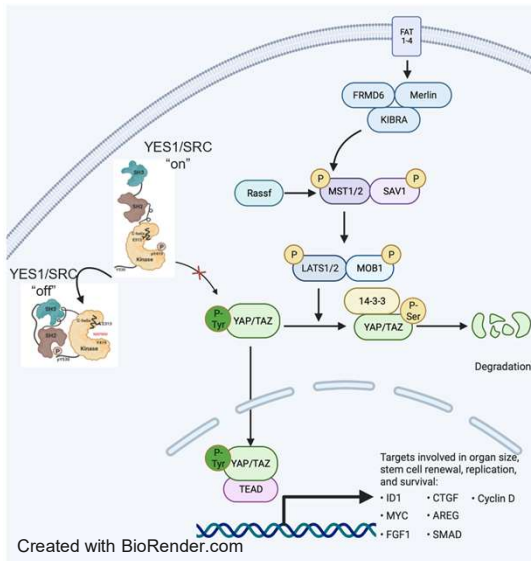 FAT
1-4
FRMD6
Merlin
KIBRA
YES1/SRC
“on”
SH3
SH2
Kinase
Rassf
P
MST1/2
SAV1
P
P
LATS1/2
MOB1
P
YES1/SRC
“off”
SH3
SH2
Kinase
P
P
P-
Tyr
YAP/TAZ
14-3-3
YAP/TAZ
P-
Ser
Degradation
P-
Tyr
YAP/TAZ
TEAD
Targets involved in organ size,
stem cell renewal, replication,
and survival:
• ID1 • CTGF • Cyclin D
• MYC • AREG
• FGF1 • SMAD
Created with BioRender.com